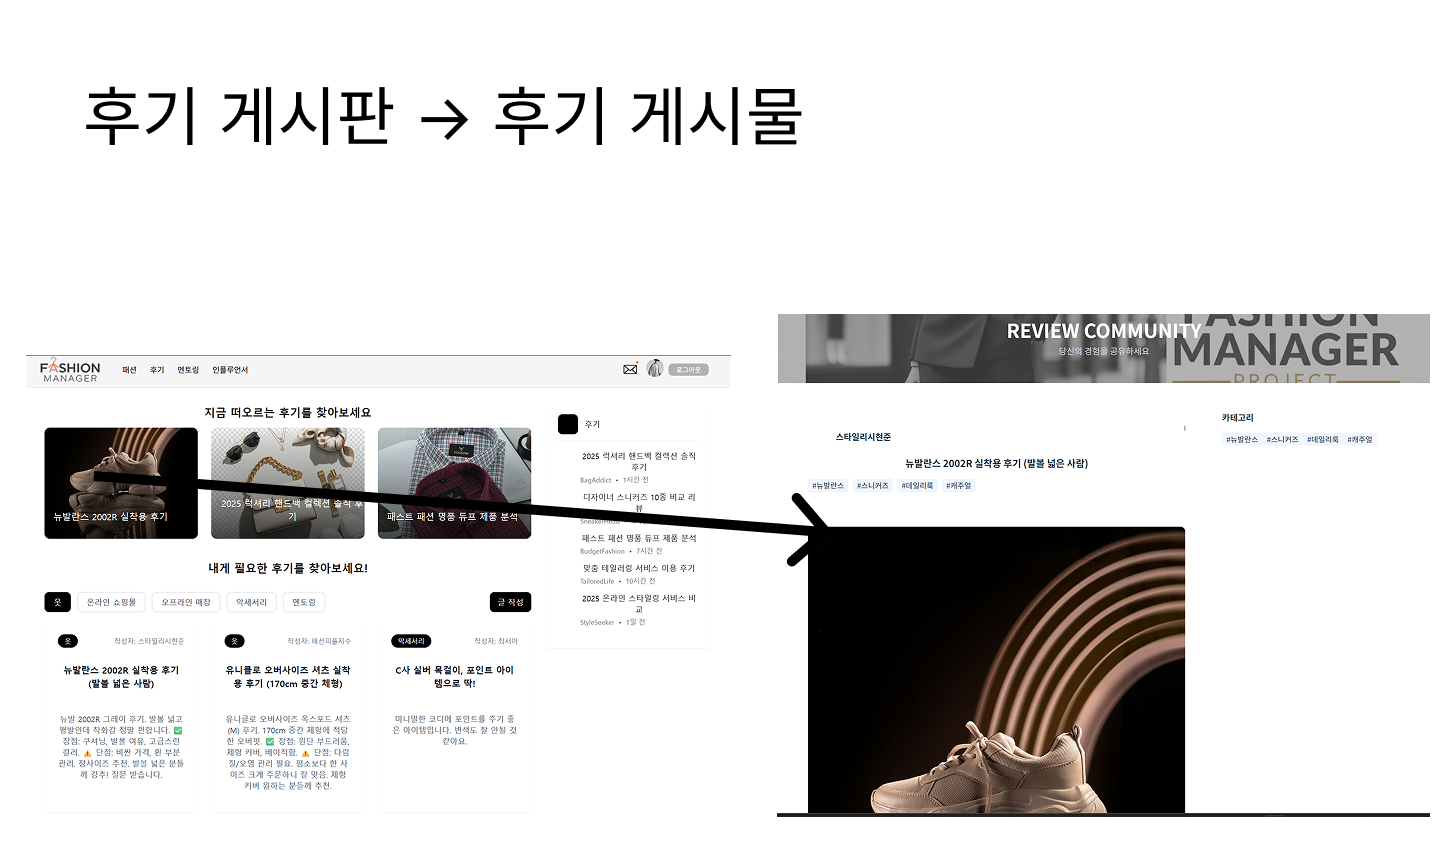 후기 게시판 → 후기 게시물
FASHION
MANAGER
패션 후기 멘토링 인플루언서
로그아웃
지금 떠오르는 후기를 찾아보세요
뉴발란스 2002R 실착용 후기
2025 럭셔리 핸드백 컬렉션 솔직 후
기
패스트 패션 명품 듀프 제품 분석
내게 필요한 후기를 찾아보세요!
옷 온라인 쇼핑몰 오프라인 매장 악세서리 멘토링 글 작성
옷 작성자: 스타일리시현준
뉴발란스 2002R 실착용 후기
(발볼 넓은 사람)
뉴발 2002R 그레이 후기. 발볼 넓고
평발인데 착화감 정말 편합니다. ✅
장점: 쿠셔닝, 발볼 여유, 고급스런
컬러. ⚠️ 단점: 비싼 가격, 흰 부분
관리. 정사이즈 추천. 발볼 넓은 분들
께 강추! 질문 받습니다.
옷 작성자: 패션피플지수
유니클로 오버사이즈 셔츠 실착
용 후기 (170cm 중간 체형)
유니클로 오버사이즈 옥스포드 셔츠
(M) 후기. 170cm 중간 체형에 적당
한 오버핏. ✅ 장점: 원단 부드러움,
체형 커버, 베이직함. ⚠️ 단점: 다림
질/오염 관리 필요. 평소보다 한 사
이즈 크게 주문하니 잘 맞음. 체형
커버 원하는 분들께 추천.
악세서리 작성자: 최서아
C사 실버 목걸이, 포인트 아이
템으로 딱!
미니멀한 코디에 포인트를 주기 좋
은 아이템입니다. 변색도 잘 안될 것
같아요.
후기
2025 럭셔리 핸드백 컬렉션 솔직
후기
BagAddict • 1시간 전
디자이너 스니커즈 10종 비교 리
뷰
SneakerHead
패스트 패션 명품 듀프 제품 분석
BudgetFashion • 7시간 전
맞춤 테일러링 서비스 이용 후기
TailoredLife • 10시간 전
2025 온라인 스타일링 서비스 비
교
StyleSeeker • 1일 전
FASHION
MANAGER
PROJECT
REVIEW COMMUNITY
당신의 경험을 공유하세요
스타일리시현준
뉴발란스 2002R 실착용 후기 (발볼 넓은 사람)
#뉴발란스 #스니커즈 #데일리룩 #캐주얼
카테고리
#뉴발란스 #스니커즈 #데일리룩 #캐주얼